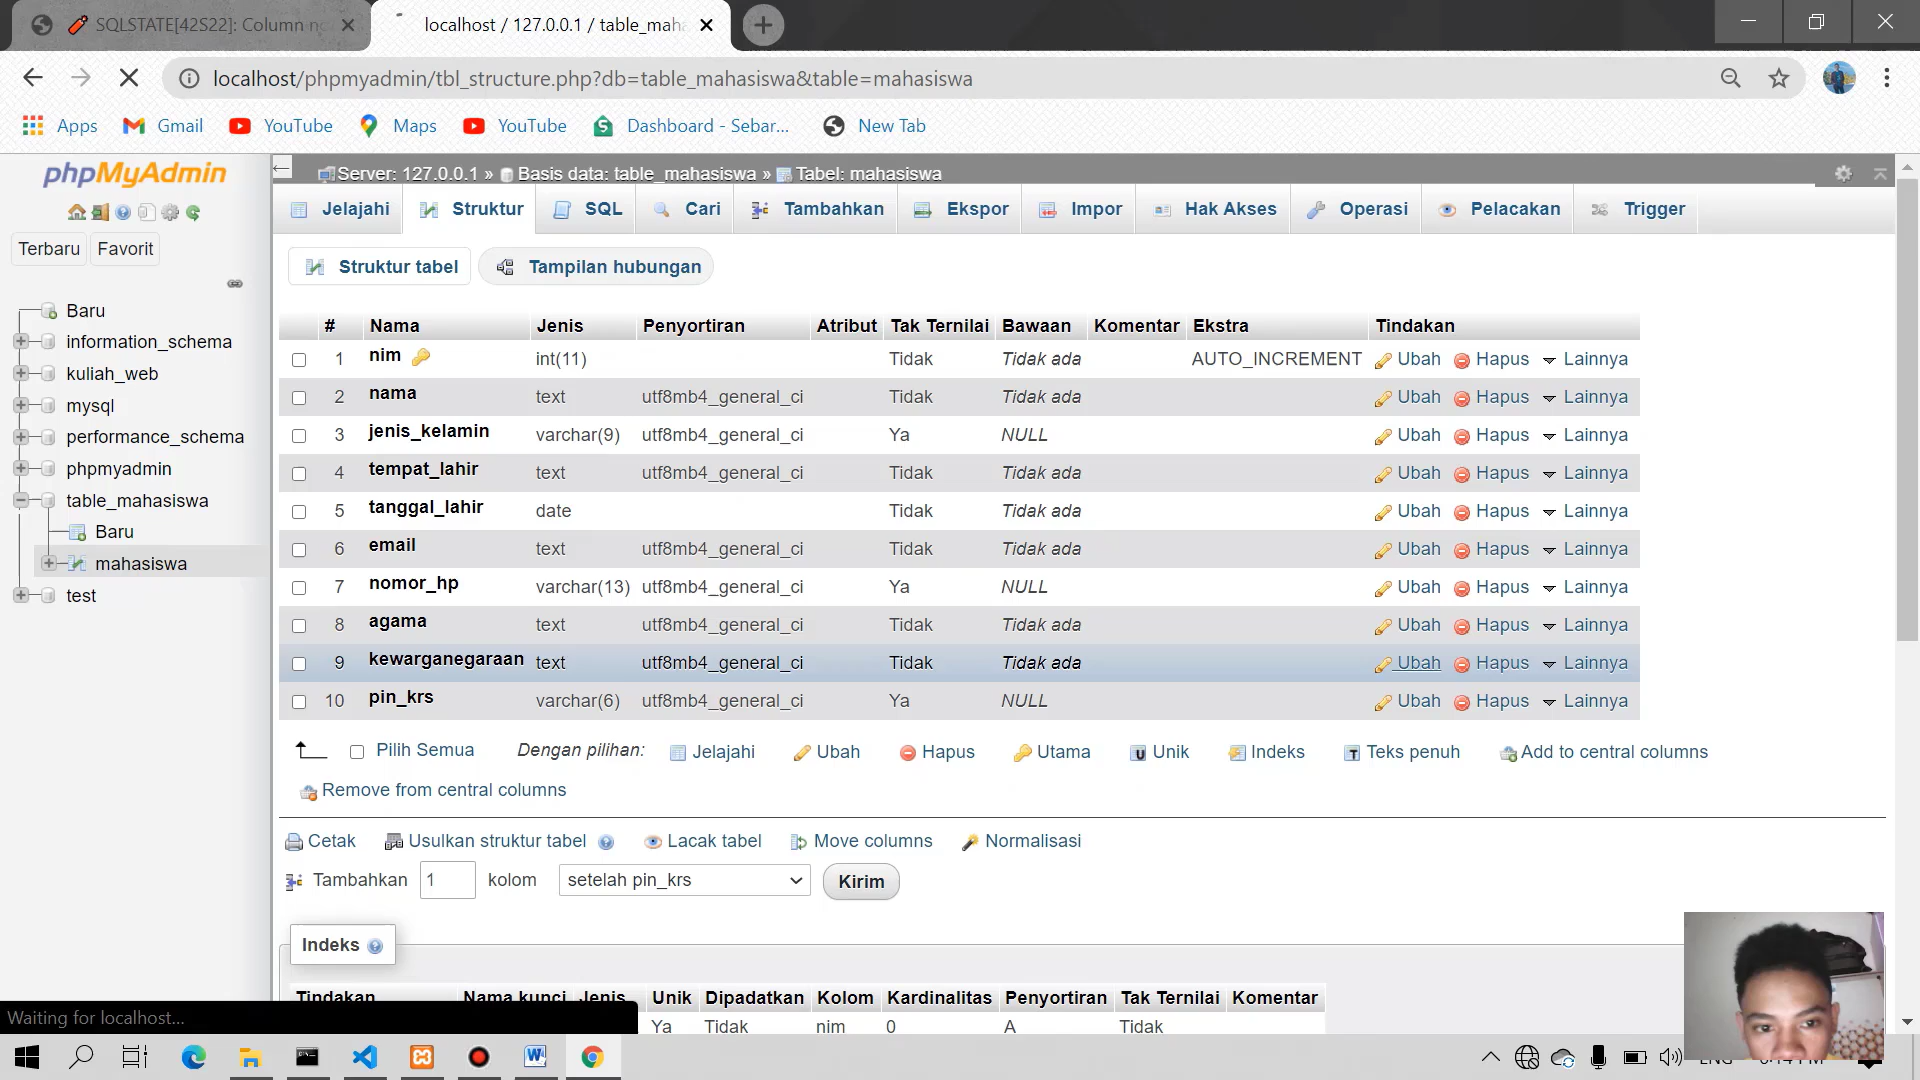 SQLSTATE[42S22]: Column n
localhost / 127.0.0.1 / table_mah
localhost/phpmyadmin/tbl_structure.php?db=table_mahasiswa&table=mahasiswa
Apps Gmail YouTube Maps YouTube Dashboard - Sebar... New Tab
phpMyAdmin
Server: 127.0.0.1 » Basis data: table_mahasiswa » Tabel: mahasiswa
Jelajahi Struktur SQL Cari Tambahkan Ekspor Impor Hak Akses Operasi Pelacakan Trigger
Terbaru Favorit
Struktur tabel Tampilan hubungan
Baru
information_schema
kuliah_web
mysql
performance_schema
phpmyadmin
table_mahasiswa
Baru
mahasiswa
test
# Nama Jenis Penyortiran Atribut Tak Ternilai Bawaan Komentar Ekstra Tindakan
1 nim int(11) Tidak Tidak ada AUTO_INCREMENT Ubah Hapus Lainnya
2 nama text utf8mb4_general_ci Tidak Tidak ada Ubah Hapus Lainnya
3 jenis_kelamin varchar(9) utf8mb4_general_ci Ya NULL Ubah Hapus Lainnya
4 tempat_lahir text utf8mb4_general_ci Tidak Tidak ada Ubah Hapus Lainnya
5 tanggal_lahir date Tidak Tidak ada Ubah Hapus Lainnya
6 email text utf8mb4_general_ci Tidak Tidak ada Ubah Hapus Lainnya
7 nomor_hp varchar(13) utf8mb4_general_ci Ya NULL Ubah Hapus Lainnya
8 agama text utf8mb4_general_ci Tidak Tidak ada Ubah Hapus Lainnya
9 kewarganegaraan text utf8mb4_general_ci Tidak Tidak ada Ubah Hapus Lainnya
10 pin_krs varchar(6) utf8mb4_general_ci Ya NULL Ubah Hapus Lainnya
Pilih Semua Dengan pilihan: Jelajahi Ubah Hapus Utama Unik Indeks Teks penuh Add to central columns
Remove from central columns
Cetak Usulkan struktur tabel Lacak tabel Move columns Normalisasi
Tambahkan 1 kolom setelah pin_krs Kirim
Indeks
Tindakan Nama kunci Jenis Unik Dipadatkan Kolom Kardinalitas Penyortiran Tak Ternilai Komentar
Ya Tidak nim 0 A Tidak
Waiting for localhost...
ENG